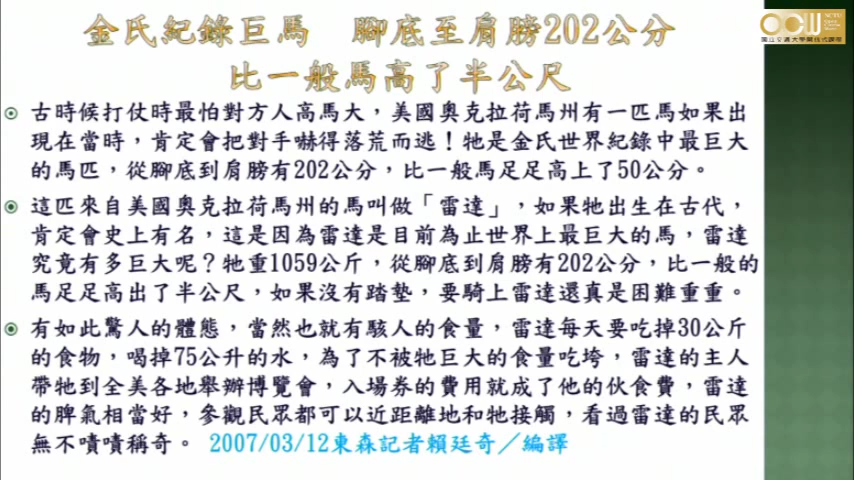 金氏紀錄巨馬 腳底至肩膀202公分
比一般馬高了半公尺
古時候打仗時最怕對方人高馬大，美國奧克拉荷馬州有一匹馬如果出
現在當時，肯定會把對手嚇得落荒而逃！牠是金氏世界紀錄中最巨大
的馬匹，從腳底到肩膀有202公分，比一般馬足足高上了50公分。
這匹來自美國奧克拉荷馬州的馬叫做「雷達」，如果牠出生在古代，
肯定會史上有名，這是因為雷達是目前為止世界上最巨大的馬，雷達
究竟有多巨大呢？牠重1059公斤，從腳底到肩膀有202公分，比一般的
馬足足高出了半公尺，如果沒有踏墊，要騎上雷達還真是困難重重。
有如此驚人的體態，當然也就有駭人的食量，雷達每天要吃掉30公斤
的食物，喝掉75公升的水，為了不被牠巨大的食量吃垮，雷達的主人
帶牠到全美各地舉辦博覽會，入場券的費用就成了他的伙食費，雷達
的脾氣相當好，參觀民眾都可以近距離地和牠接觸，看過雷達的民眾
無不嘖嘖稱奇。 2007/03/12東森記者賴廷奇／編譯
OCW
國立交通大學開放式課程